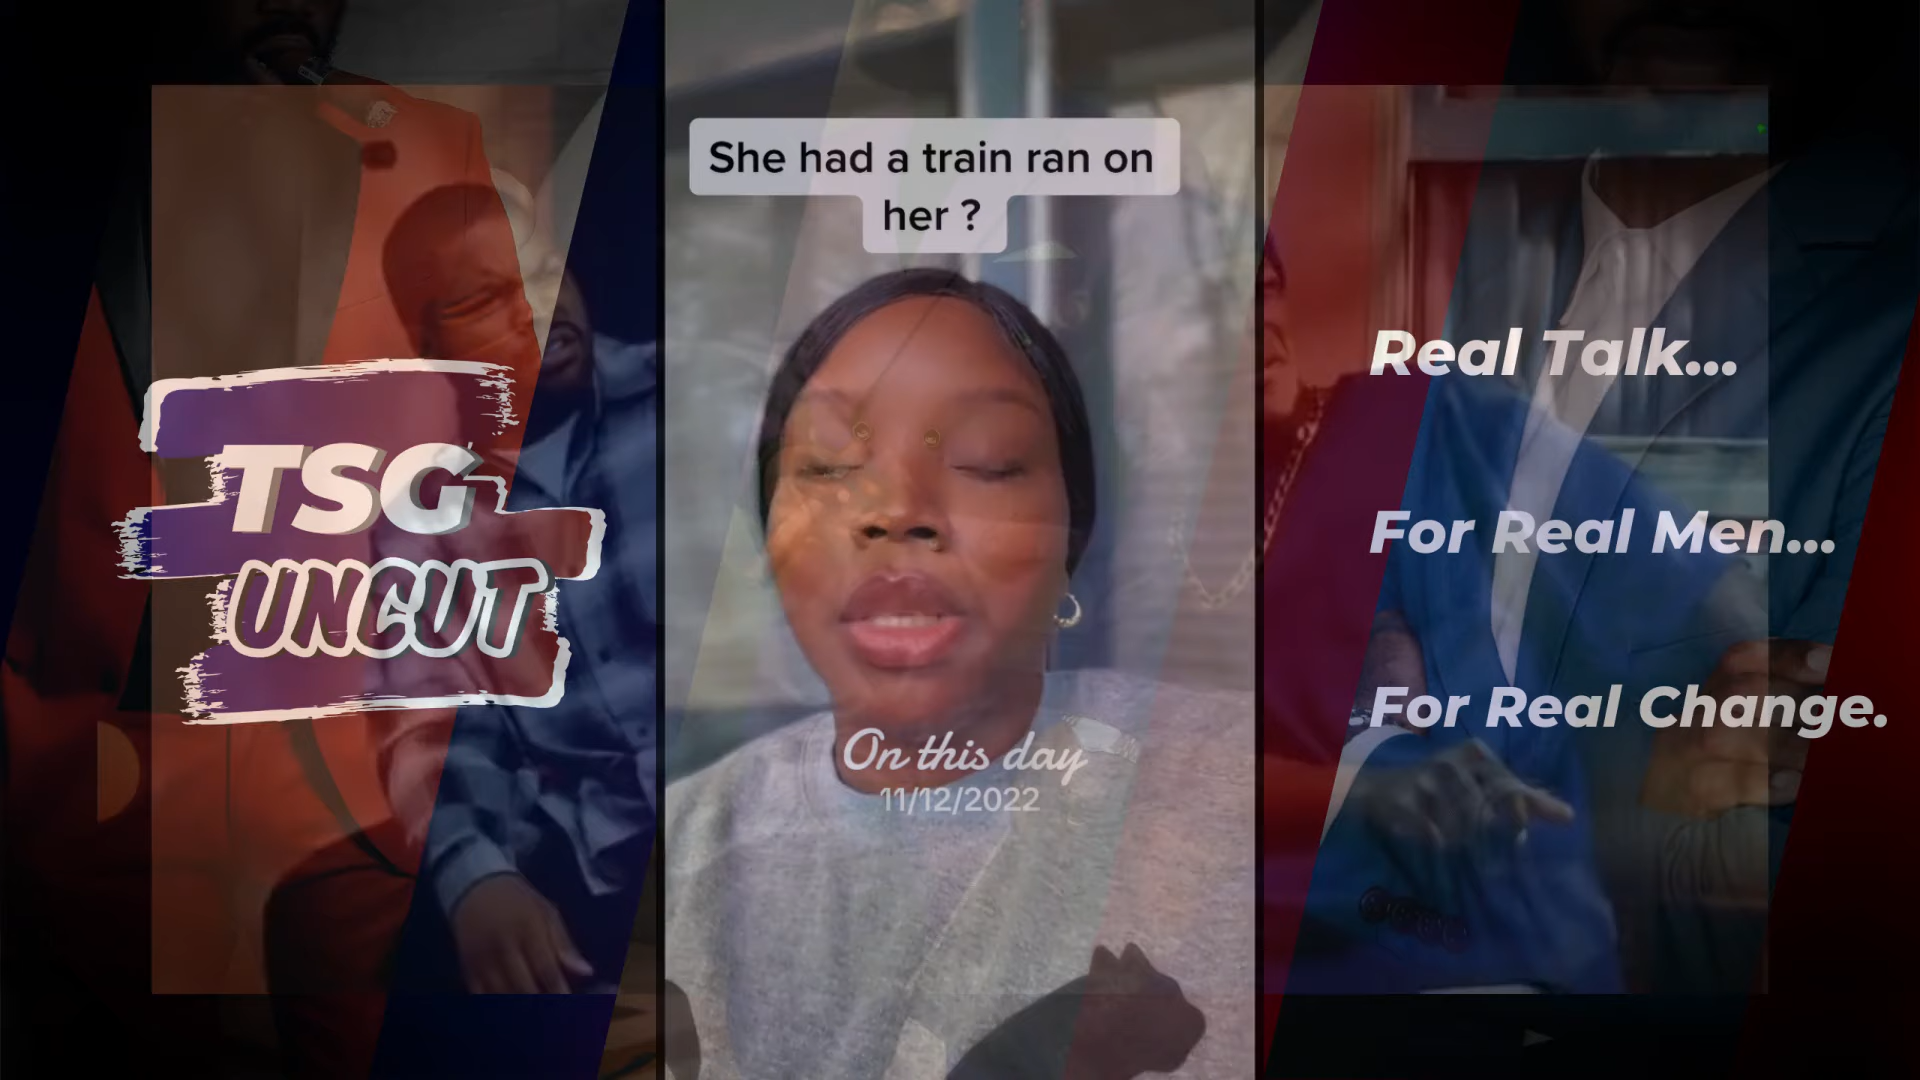 She had a train ran on
her ?
TSG
UNCUT
Real Talk...
For Real Men...
For Real Change.
On this day
11/12/2022